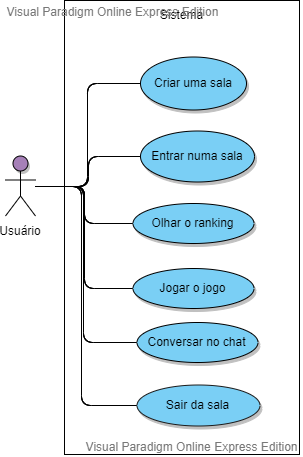 Visual Paradigm Online Express Edition
Sistema
Criar uma sala
Entrar numa sala
Olhar o ranking
Usuário
Jogar o jogo
Conversar no chat
Sair da sala
Visual Paradigm Online Express Edition